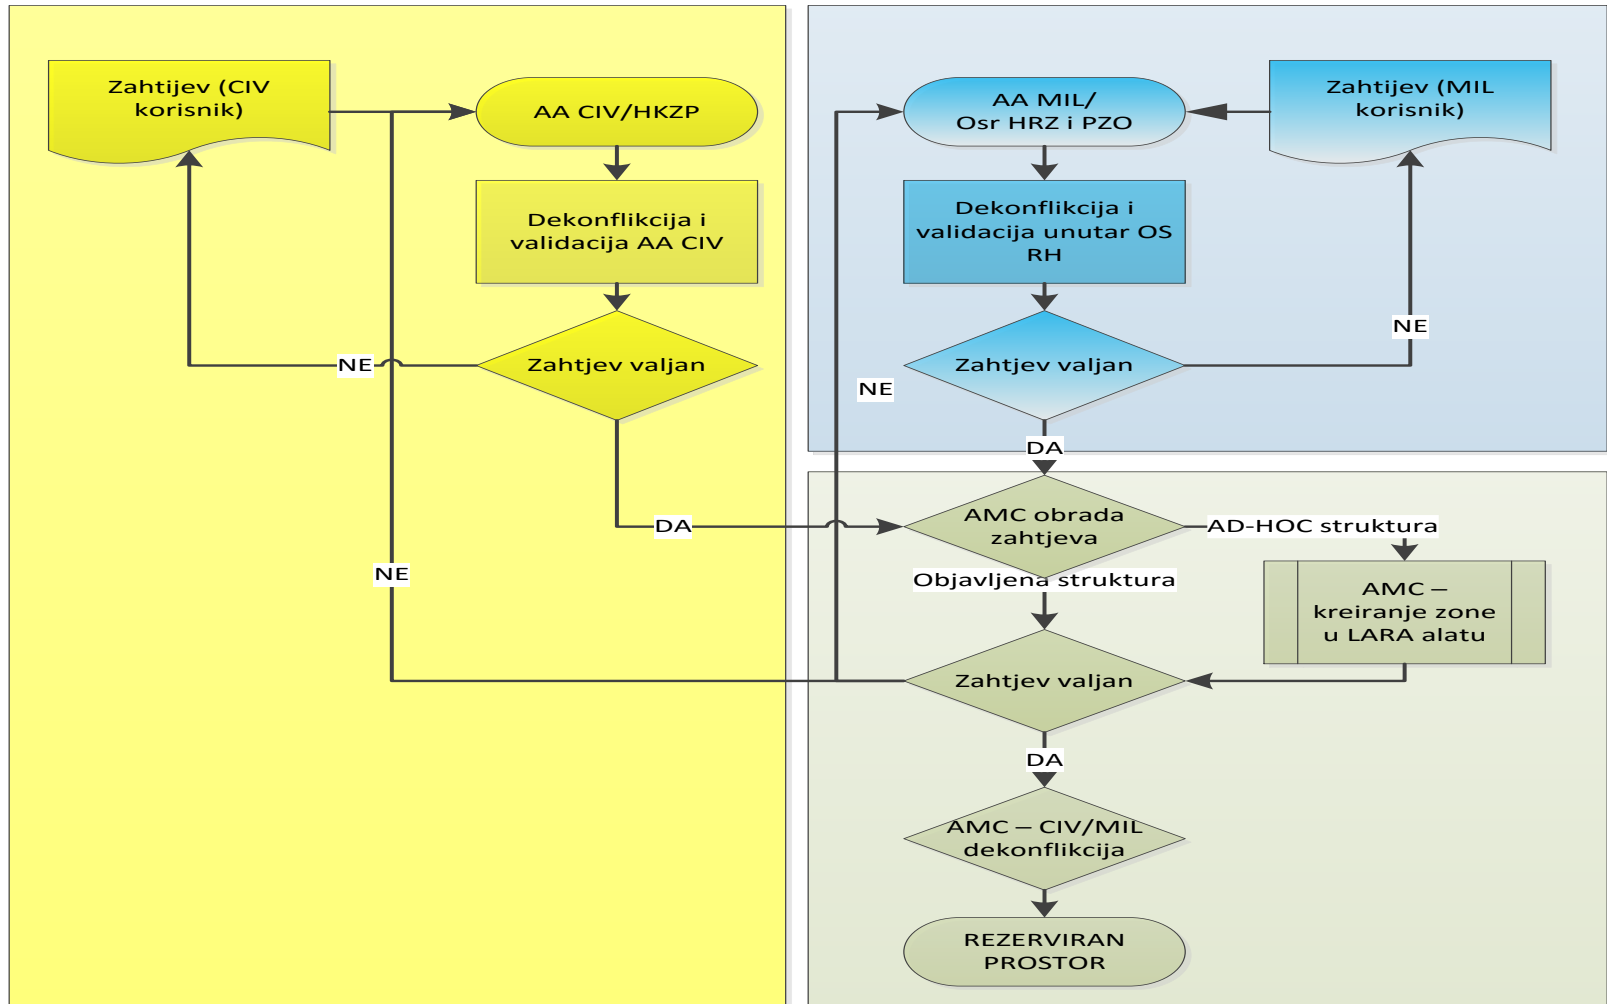 Zahtijev (CIV
korisnik)
AA CIV/HKZP
Dekonflikcija i
validacija AA CIV
Zahtjev valjan
NE
DA
NE
AA MIL/
Osr HRZ i PZO
Zahtijev (MIL
korisnik)
Dekonflikcija i
validacija unutar OS
RH
Zahtjev valjan
NE
NE
DA
AMC obrada
zahtjeva
AD-HOC struktura
Objavljena struktura
AMC –
kreiranje zone
u LARA alatu
Zahtjev valjan
DA
AMC – CIV/MIL
dekonflikcija
REZERVIRAN
PROSTOR